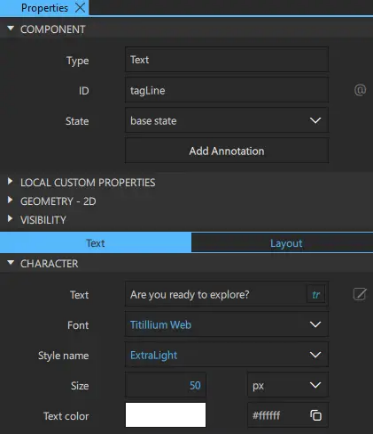 Properties
COMPONENT
Type Text
ID tagLine @
State base state
Add Annotation
LOCAL CUSTOM PROPERTIES
GEOMETRY - 2D
VISIBILITY
Text Layout
CHARACTER
Text Are you ready to explore? tr
Font Titillium Web
Style name ExtraLight
Size 50 px
Text color #ffffff